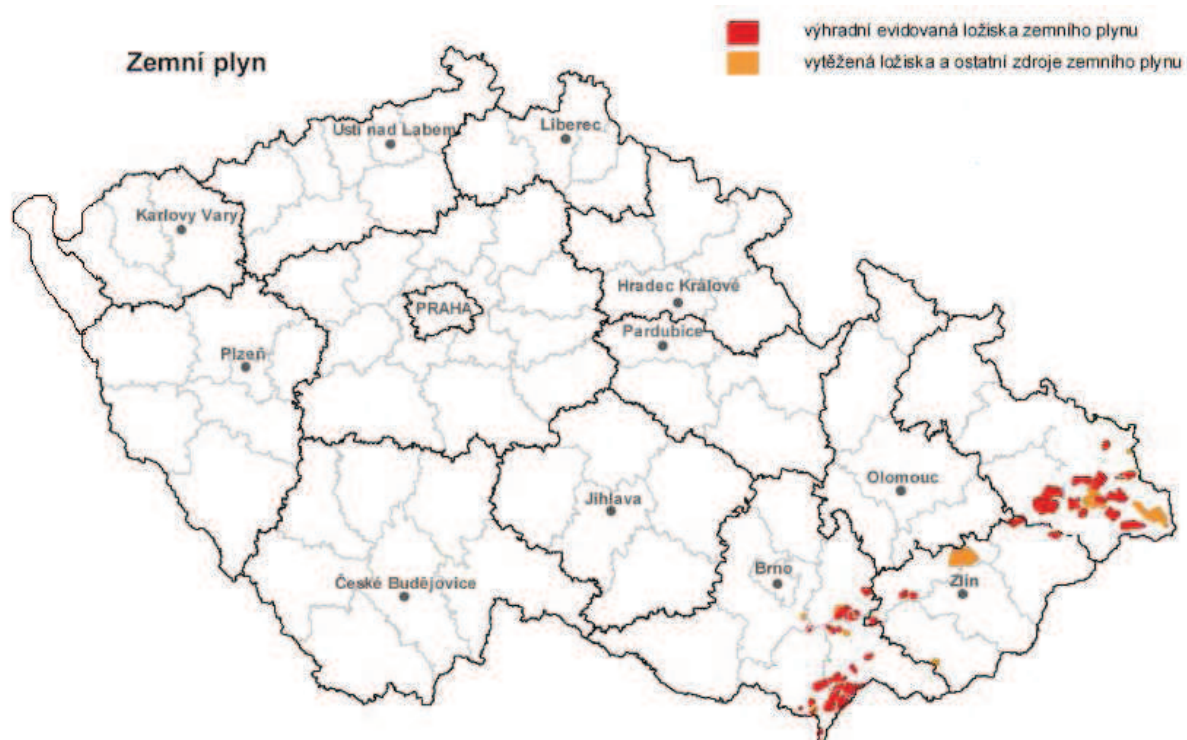 Zemní plyn
výhradní evidovaná ložiska zemního plynu
vytěžená ložiska a ostatní zdroje zemního plynu
Ústí nad Labem
Liberec
Karlovy Vary
Hradec Králové
PRAHA
Pardubice
Plzeň
Olomouc
Jihlava
Brno
Zlín
České Budějovice